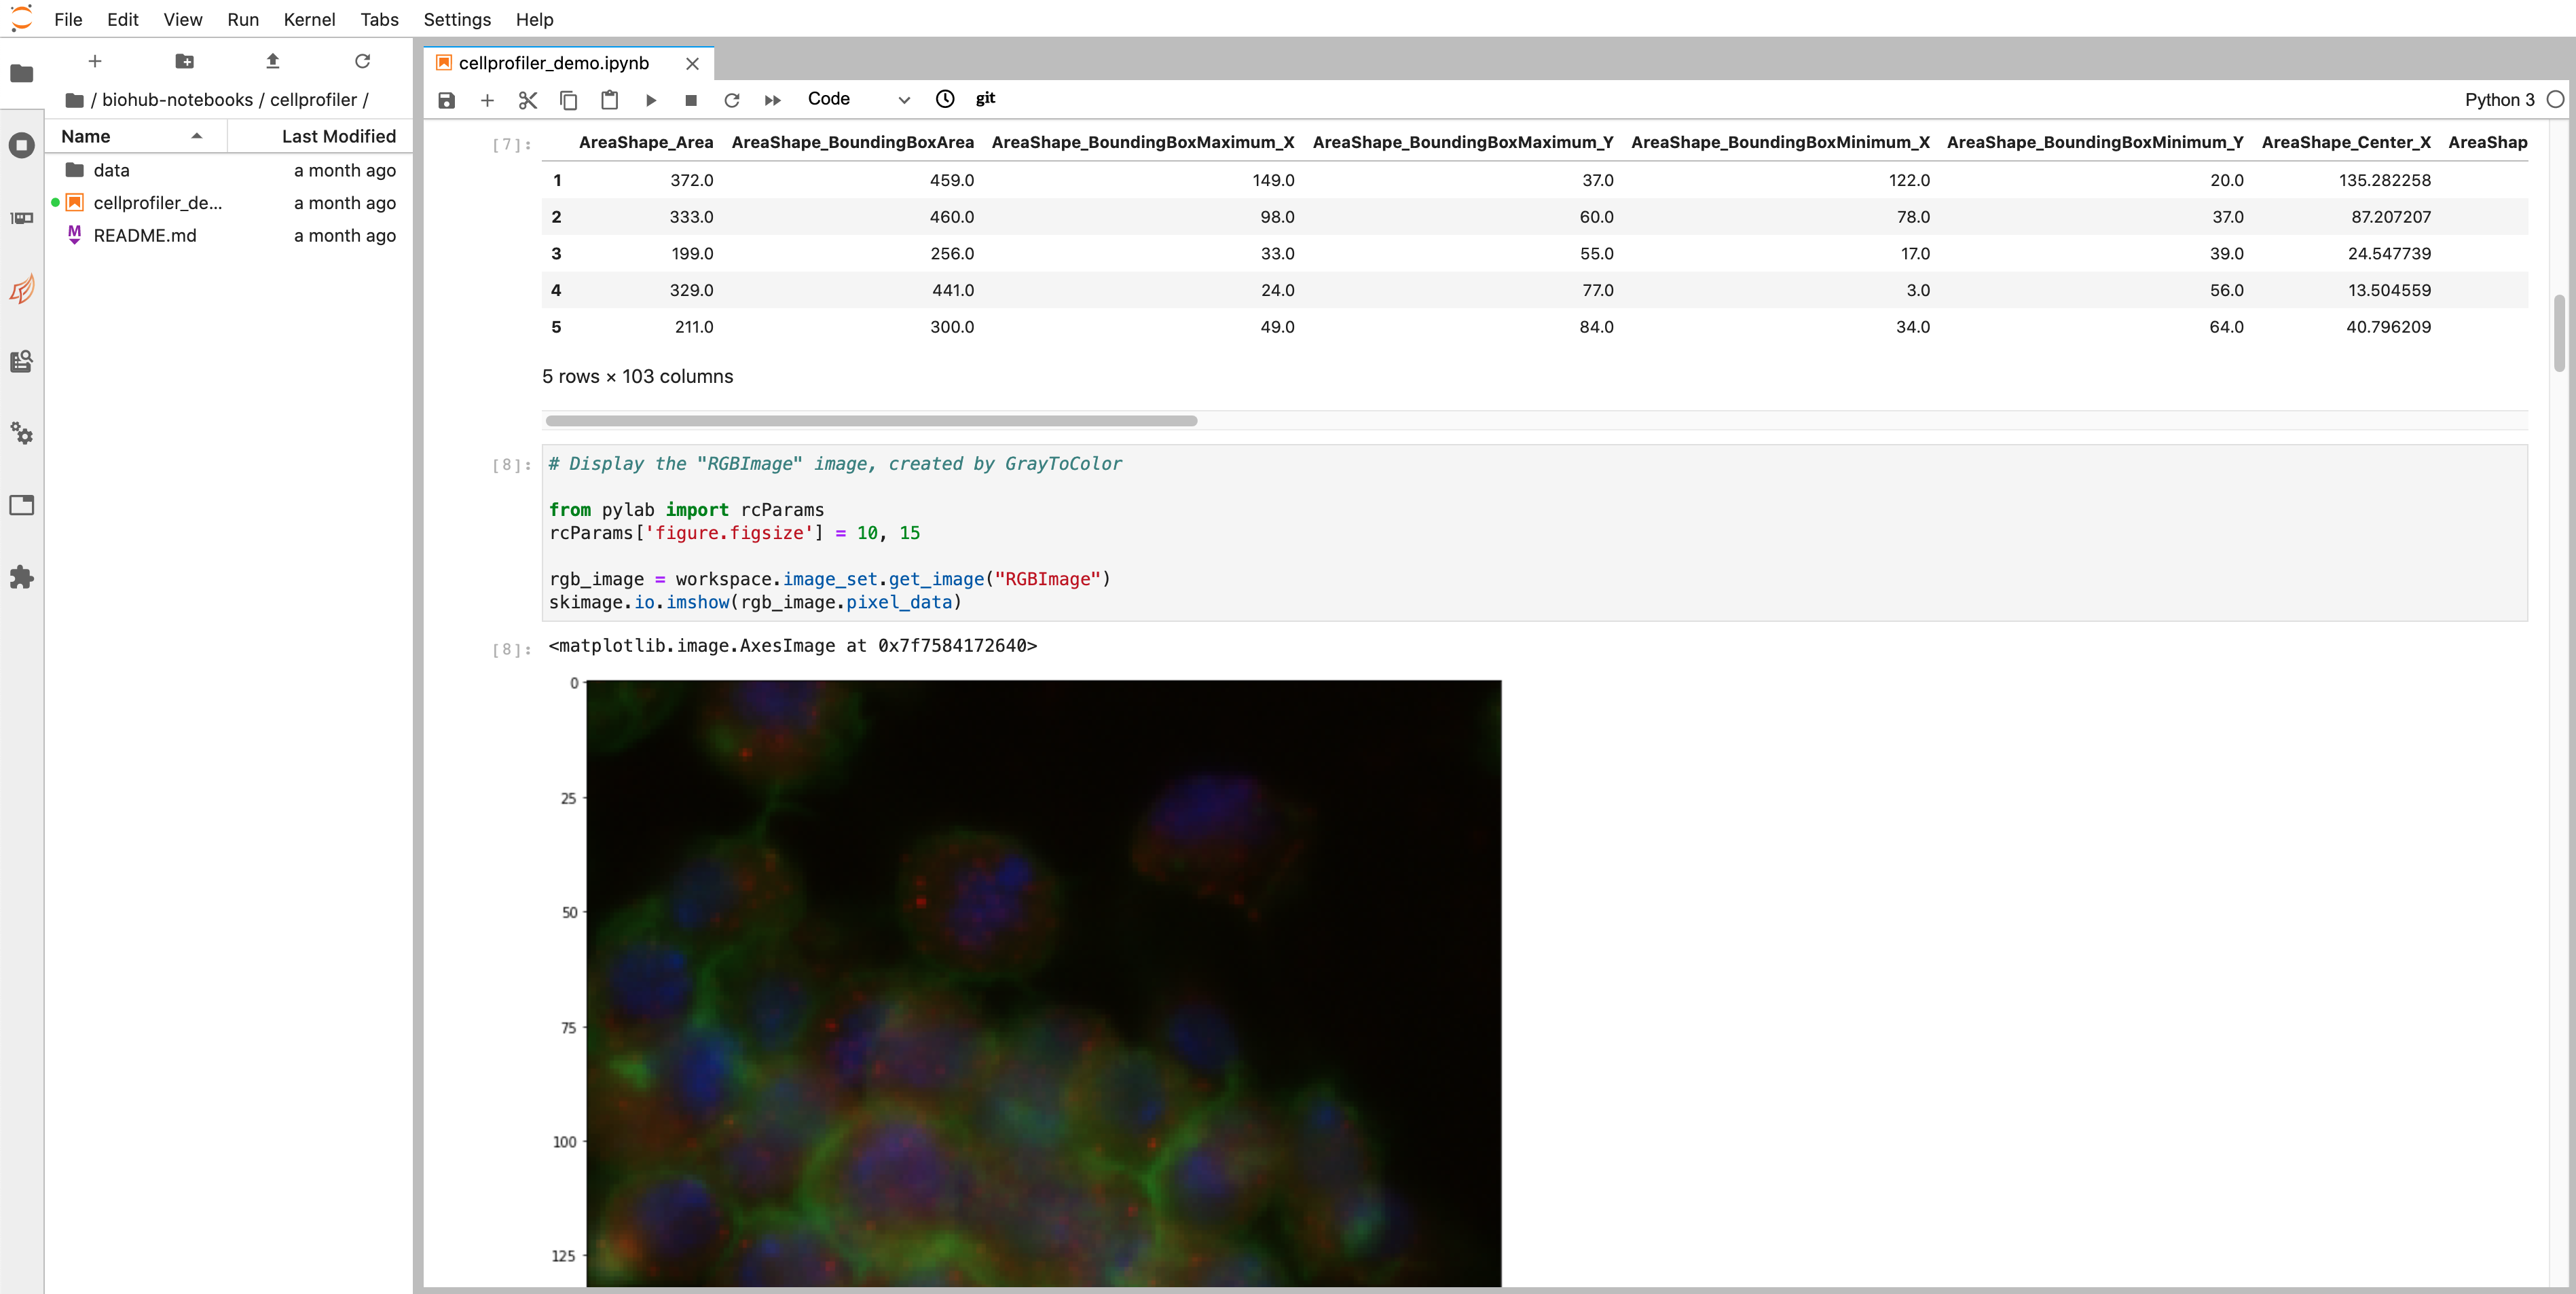 File Edit View Run Kernel Tabs Settings Help
/ biohub-notebooks / cellprofiler /
Name Last Modified
data a month ago
cellprofiler_de... a month ago
README.md a month ago
cellprofiler_demo.ipynb
Code git Python 3
[7]: AreaShape_Area AreaShape_BoundingBoxArea AreaShape_BoundingBoxMaximum_X AreaShape_BoundingBoxMaximum_Y AreaShape_BoundingBoxMinimum_X AreaShape_BoundingBoxMinimum_Y AreaShape_Center_X AreaShap
1 372.0 459.0 149.0 37.0 122.0 20.0 135.282258
2 333.0 460.0 98.0 60.0 78.0 37.0 87.207207
3 199.0 256.0 33.0 55.0 17.0 39.0 24.547739
4 329.0 441.0 24.0 77.0 3.0 56.0 13.504559
5 211.0 300.0 49.0 84.0 34.0 64.0 40.796209
5 rows × 103 columns
[8]: # Display the "RGBImage" image, created by GrayToColor
from pylab import rcParams
rcParams['figure.figsize'] = 10, 15
rgb_image = workspace.image_set.get_image("RGBImage")
skimage.io.imshow(rgb_image.pixel_data)
[8]: <matplotlib.image.AxesImage at 0x7f7584172640>
0
25
50
75
100
125